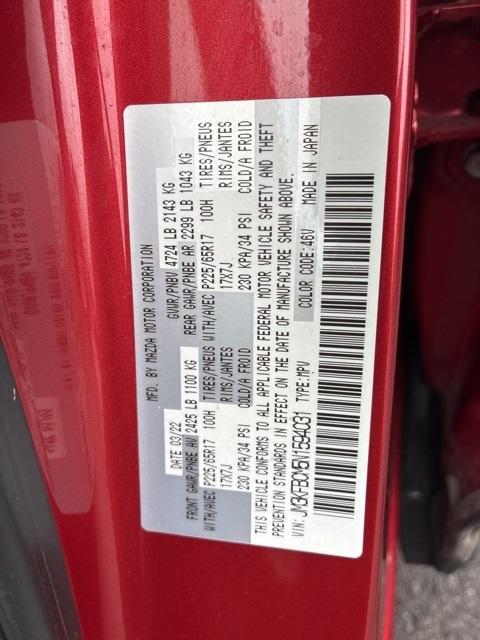 MFD. BY MAZDA MOTOR CORPORATION
DATE 03/22 GVWR/PNBV 4724 LB 2143 KG
FRONT GAWR/PNBE AV 2425 LB 1100 KG REAR GAWR/PNBE AR 2299 LB 1043 KG
WITH/AVEC P225/65R17 100H TIRES/PNEUS WITH/AVEC P225/65R17 100H TIRES/PNEUS
17X7J RIMS/JANTES 17X7J RIMS/JANTES
230 KPA/34 PSI COLD/A FROID 230 KPA/34 PSI COLD/A FROID
THIS VEHICLE CONFORMS TO ALL APPLICABLE FEDERAL MOTOR VEHICLE SAFETY AND THEFT
PREVENTION STANDARDS IN EFFECT ON THE DATE OF MANUFACTURE SHOWN ABOVE.
VIN: JM3KFBCM5N1594031 TYPE:MPV COLOR CODE:46V MADE IN JAPAN